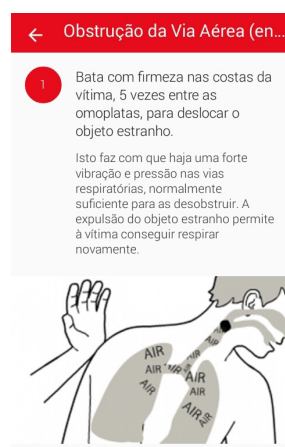 Obstrução da Via Aérea (en...
1
Bata com firmeza nas costas da
vítima, 5 vezes entre as
omoplatas, para deslocar o
objeto estranho.
Isto faz com que haja uma forte
vibração e pressão nas vias
respiratórias, normalmente
suficiente para as desobstruir. A
expulsão do objeto estranho permite
à vítima conseguir respirar
novamente.
AIR
AIR
AIR
AIR
AIR
AIR
AIR
AIR
AIR